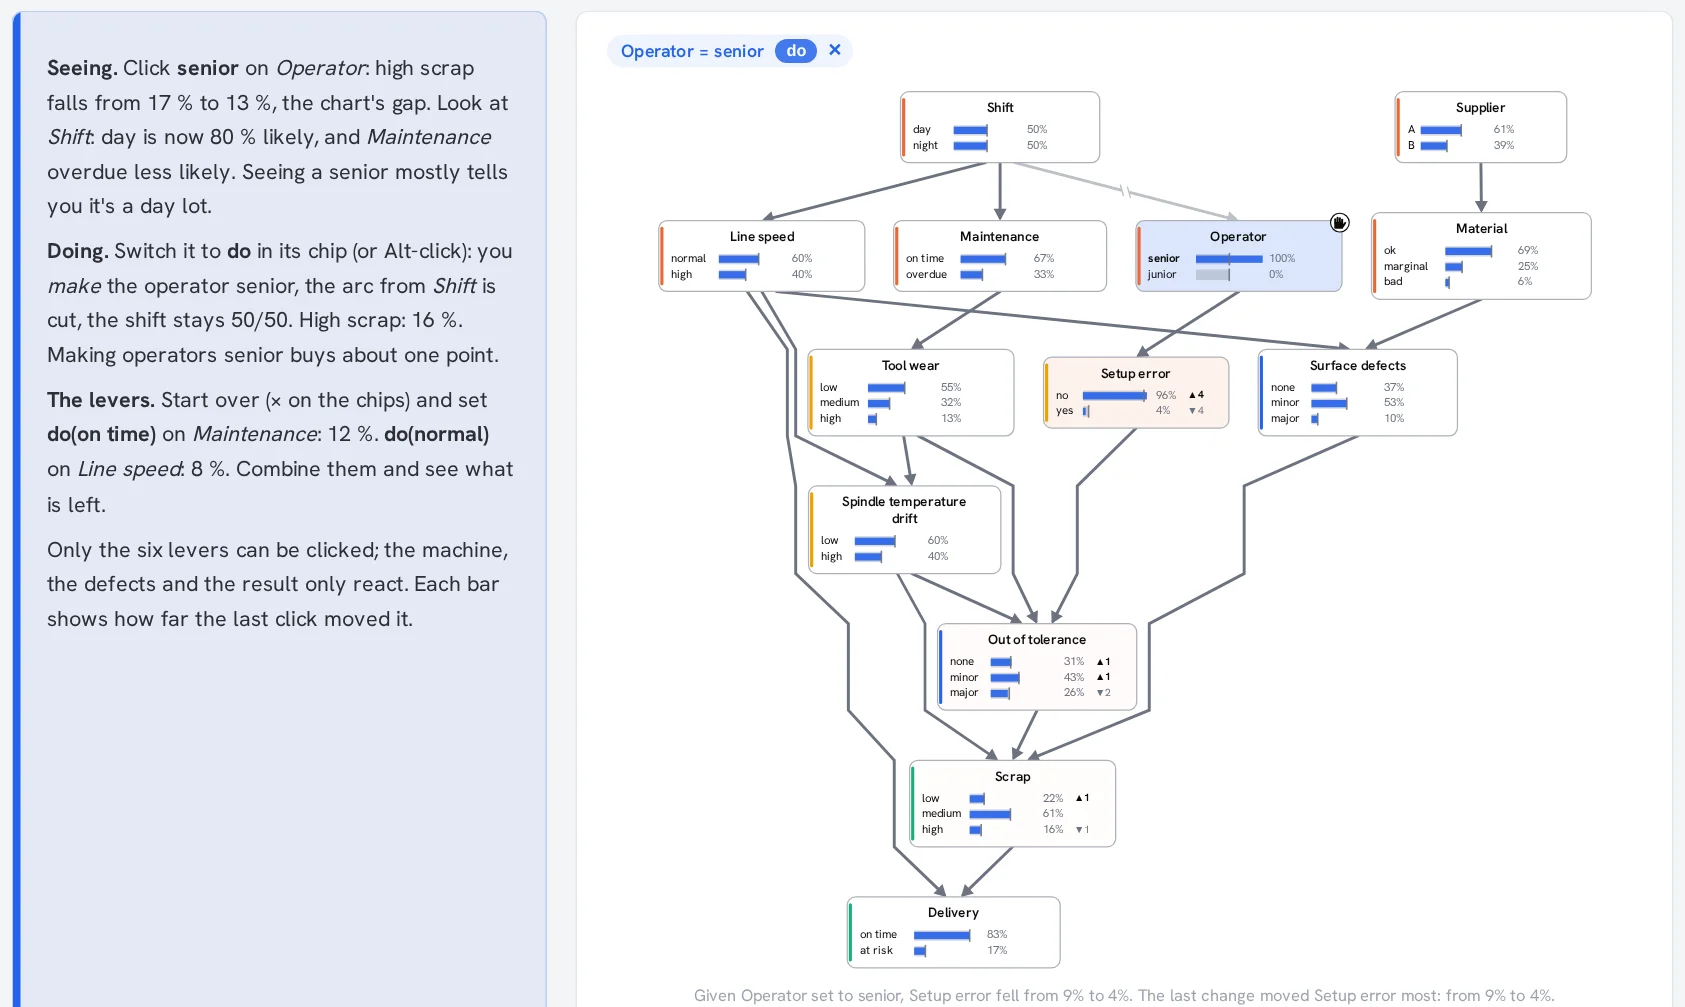 Seeing. Click senior on Operator: high scrap
falls from 17 % to 13 %, the chart's gap. Look at
Shift: day is now 80 % likely, and Maintenance
overdue less likely. Seeing a senior mostly tells
you it's a day lot.
Doing. Switch it to do in its chip (or Alt-click): you
make the operator senior, the arc from Shift is
cut, the shift stays 50/50. High scrap: 16 %.
Making operators senior buys about one point.
The levers. Start over (× on the chips) and set
do(on time) on Maintenance: 12 %. do(normal)
on Line speed: 8 %. Combine them and see what
is left.
Only the six levers can be clicked; the machine,
the defects and the result only react. Each bar
shows how far the last click moved it.
Operator = senior do ×
Shift
day 50%
night 50%
Supplier
A 61%
B 39%
Line speed
normal 60%
high 40%
Maintenance
on time 67%
overdue 33%
Operator
senior 100%
junior 0%
Material
ok 69%
marginal 25%
bad 6%
Tool wear
low 55%
medium 32%
high 13%
Setup error
no 96% ▲4
yes 4% ▼4
Surface defects
none 37%
minor 53%
major 10%
Spindle temperature
drift
low 60%
high 40%
Out of tolerance
none 31% ▲1
minor 43% ▲1
major 26% ▼2
Scrap
low 22% ▲1
medium 61%
high 16% ▼1
Delivery
on time 83%
at risk 17%
Given Operator set to senior, Setup error fell from 9% to 4%. The last change moved Setup error most: from 9% to 4%.